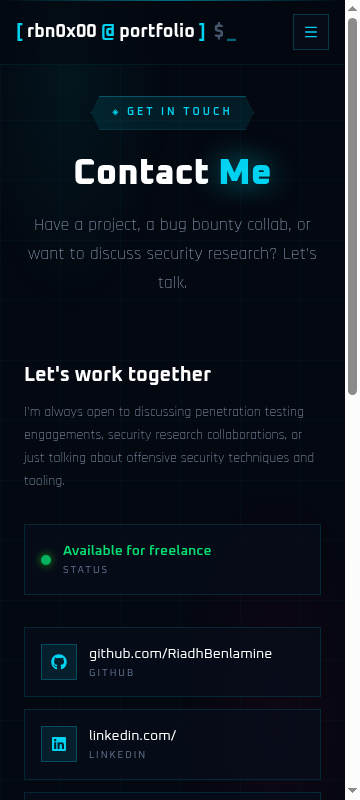 [ rbn0x00 @ portfolio ] $_
◈ GET IN TOUCH
Contact Me
Have a project, a bug bounty collab, or
want to discuss security research? Let's
talk.
Let's work together
I'm always open to discussing penetration testing
engagements, security research collaborations, or
just talking about offensive security techniques and
tooling.
Available for freelance
STATUS
github.com/RiadhBenlamine
GITHUB
linkedin.com/
LINKEDIN